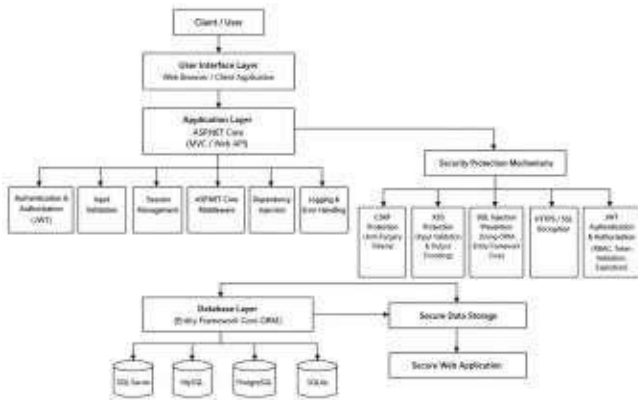 Client / User
User Interface Layer
Web Browser / Client Application
Application Layer
ASP.NET Core
(MVC / Web API)
Security Protection Mechanisms
Authentication &
Authorization
(JWT)
Input
Validation
Session
Management
ASP.NET Core
Middleware
Dependency
Injection
Logging &
Error Handling
CSRF
Protection
(Anti-Forgery
Tokens)
XSS
Protection
(Input Validation
& Output
Encoding)
SQL Injection
Prevention
(Using ORM
Entity Framework
Core)
HTTPS / SSL
Encryption
JWT
Authentication
& Authorization
(RBAC, Token
Validation,
Expiration)
Database Layer
(Entity Framework Core ORM)
Secure Data Storage
Secure Web Application
SQL Server
MySQL
PostgreSQL
SQLite